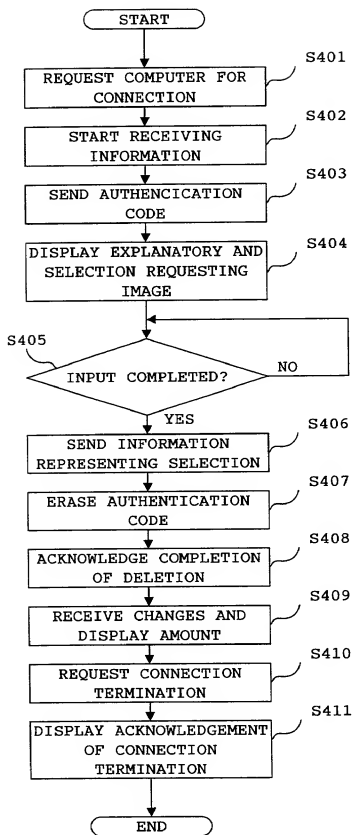 START
S401
REQUEST COMPUTER FOR
CONNECTION
S402
START RECEIVING
INFORMATION
S403
SEND AUTHENCICATION
CODE
S404
DISPLAY EXPLANATORY AND
SELECTION REQUESTING
IMAGE
S405
INPUT COMPLETED?
NO
YES
S406
SEND INFORMATION
REPRESENTING SELECTION
S407
ERASE AUTHENTICATION
CODE
S408
ACKNOWLEDGE COMPLETION
OF DELETION
S409
RECEIVE CHANGES AND
DISPLAY AMOUNT
S410
REQUEST CONNECTION
TERMINATION
S411
DISPLAY ACKNOWLEDGEMENT
OF CONNECTION
TERMINATION
END